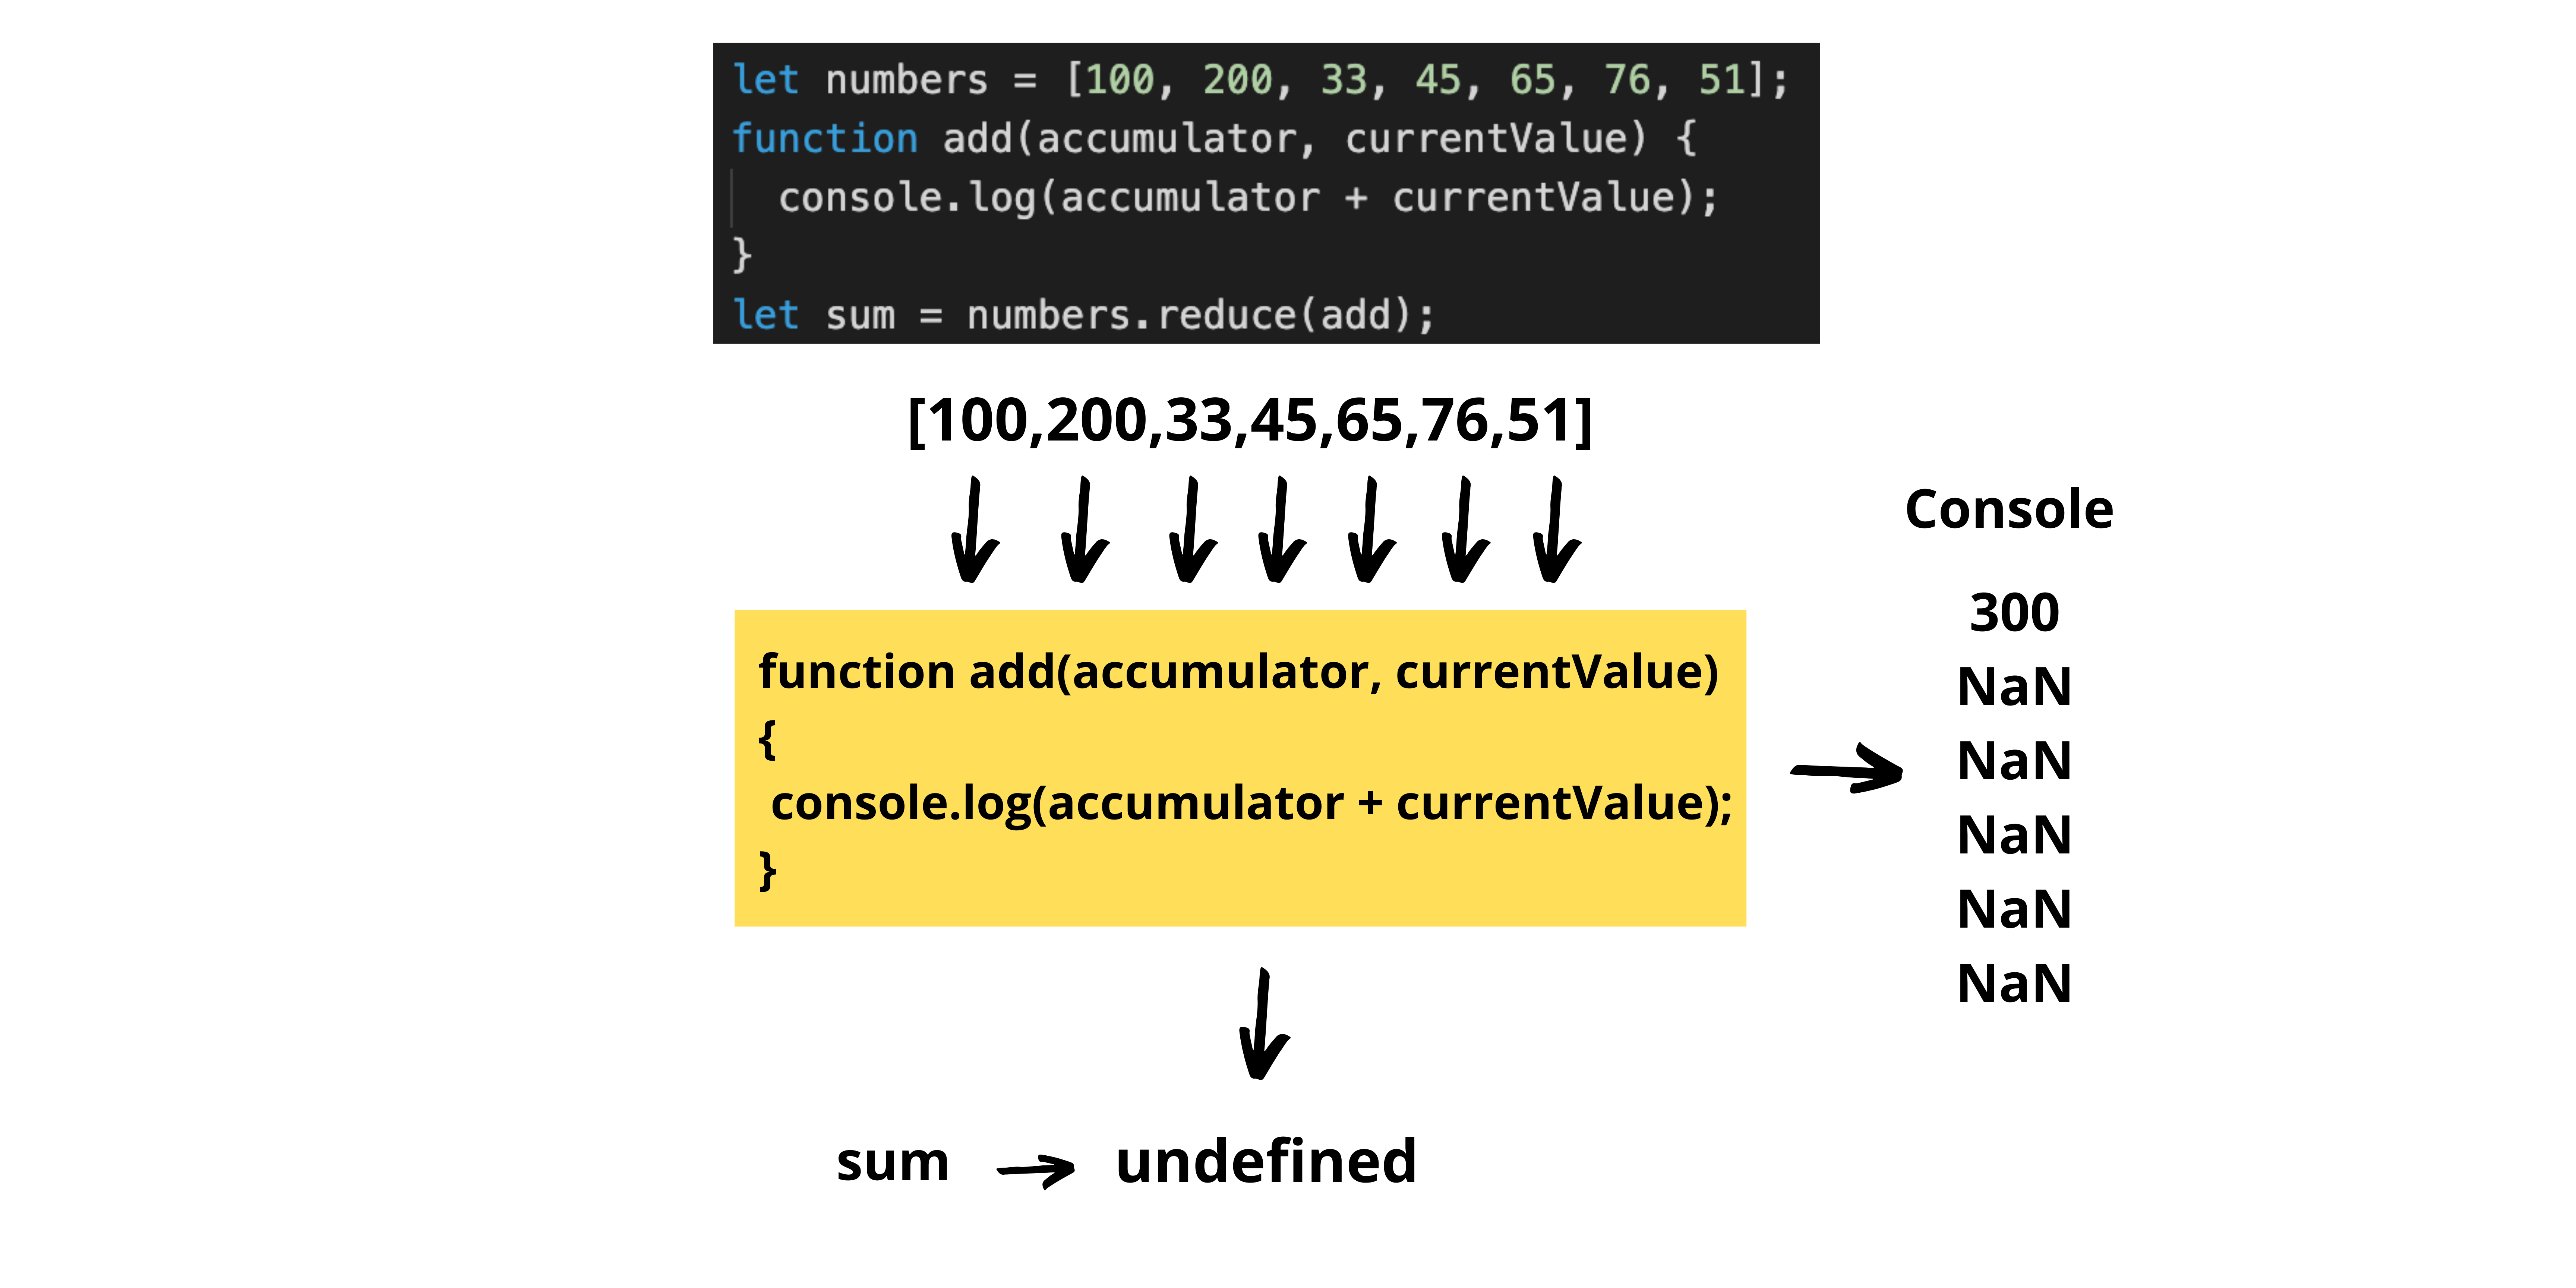 let numbers = [100, 200, 33, 45, 65, 76, 51];
function add(accumulator, currentValue) {
console.log(accumulator + currentValue);
}
let sum = numbers.reduce(add);
[100,200,33,45,65,76,51]
function add(accumulator, currentValue)
{
console.log(accumulator + currentValue);
}
Console
300
NaN
NaN
NaN
NaN
NaN
sum
undefined